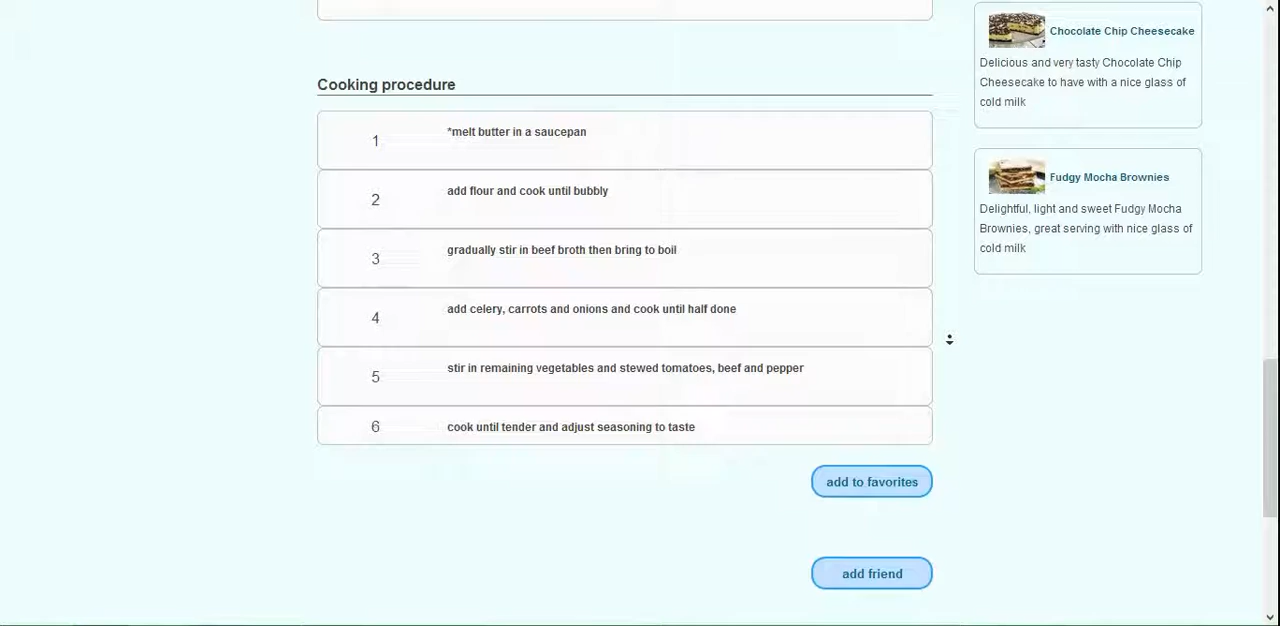 Cooking procedure
1 *melt butter in a saucepan
2 add flour and cook until bubbly
3 gradually stir in beef broth then bring to boil
4 add celery, carrots and onions and cook until half done
5 stir in remaining vegetables and stewed tomatoes, beef and pepper
6 cook until tender and adjust seasoning to taste
add to favorites
add friend
Chocolate Chip Cheesecake
Delicious and very tasty Chocolate Chip
Cheesecake to have with a nice glass of
cold milk
Fudgy Mocha Brownies
Delightful, light and sweet Fudgy Mocha
Brownies, great serving with nice glass of
cold milk